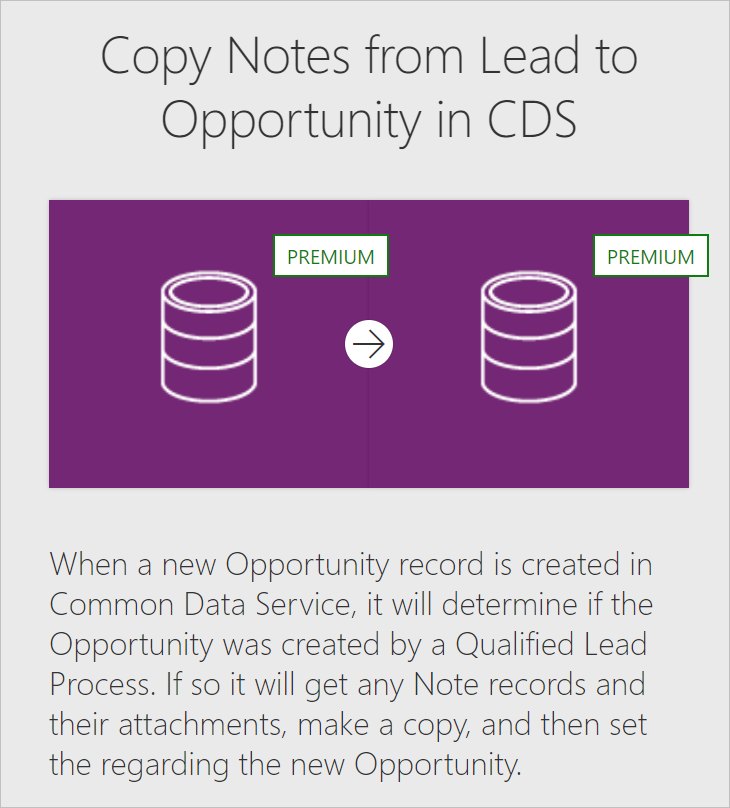 Copy Notes from Lead to
Opportunity in CDS
PREMIUM
PREMIUM
When a new Opportunity record is created in
Common Data Service, it will determine if the
Opportunity was created by a Qualified Lead
Process. If so it will get any Note records and
their attachments, make a copy, and then set
the regarding the new Opportunity.